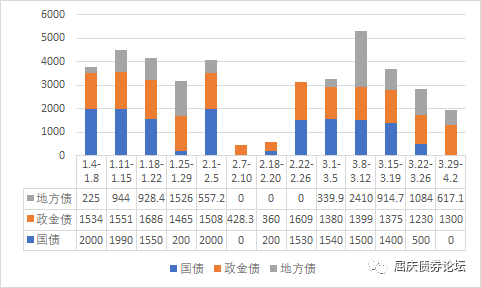 6000
5000
4000
3000
2000
1000
0
1.4-1.8 1.11-1.15 1.18-1.22 1.25-1.29 2.1-2.5 2.7-2.10 2.18-2.20 2.22-2.26 3.1-3.5 3.8-3.12 3.15-3.19 3.22-3.26 3.29-4.2
地方债 225 944 928.4 1526 557.2 0 0 0 339.9 2410 914.7 1084 617.1
政金债 1534 1551 1686 1465 1508 428.3 360 1609 1380 1399 1375 1230 1300
国债 2000 1990 1550 200 2000 0 200 1530 1540 1500 1400 500 0
国债 政金债 地方债
屈庆债券论坛